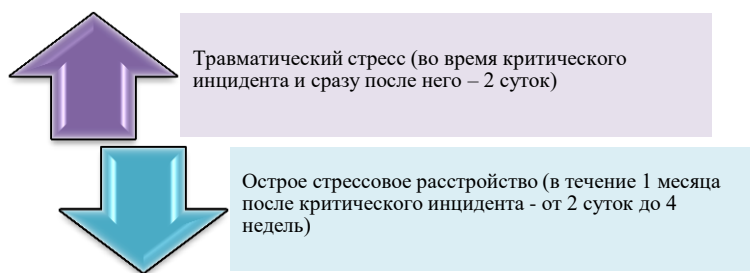 Травматический стресс (во время критического
инцидента и сразу после него – 2 суток)
Острое стрессовое расстройство (в течение 1 месяца
после критического инцидента - от 2 суток до 4
недель)